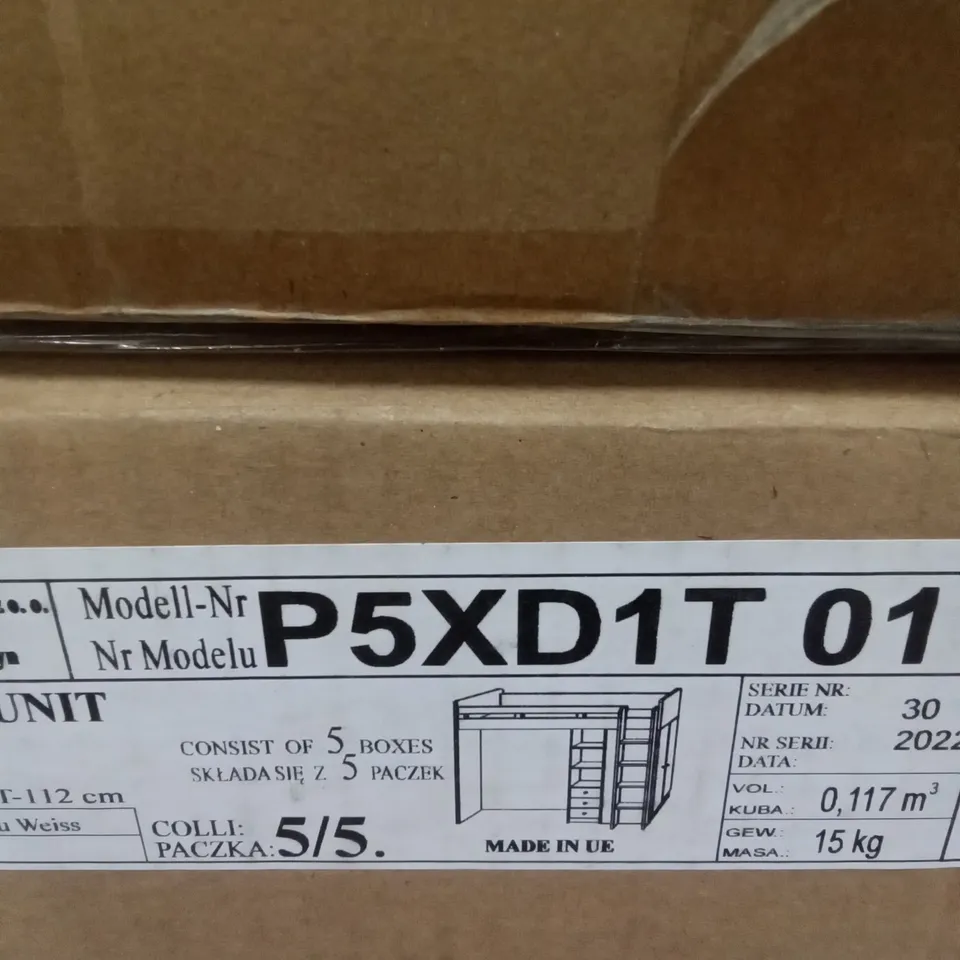 z.o.o.
Modell-Nr
Nr Modelu
P5XD1T 01
UNIT
CONSIST OF 5 BOXES
SKŁADA SIĘ Z 5 PACZEK
T-112 cm
u Weiss
COLLI:
PACZKA: 5/5.
MADE IN UE
SERIE NR: 30
DATUM:
NR SERII: 2022
DATA:
VOL.:
KUBA.: 0,117 m³
GEW.:
MASA.: 15 kg